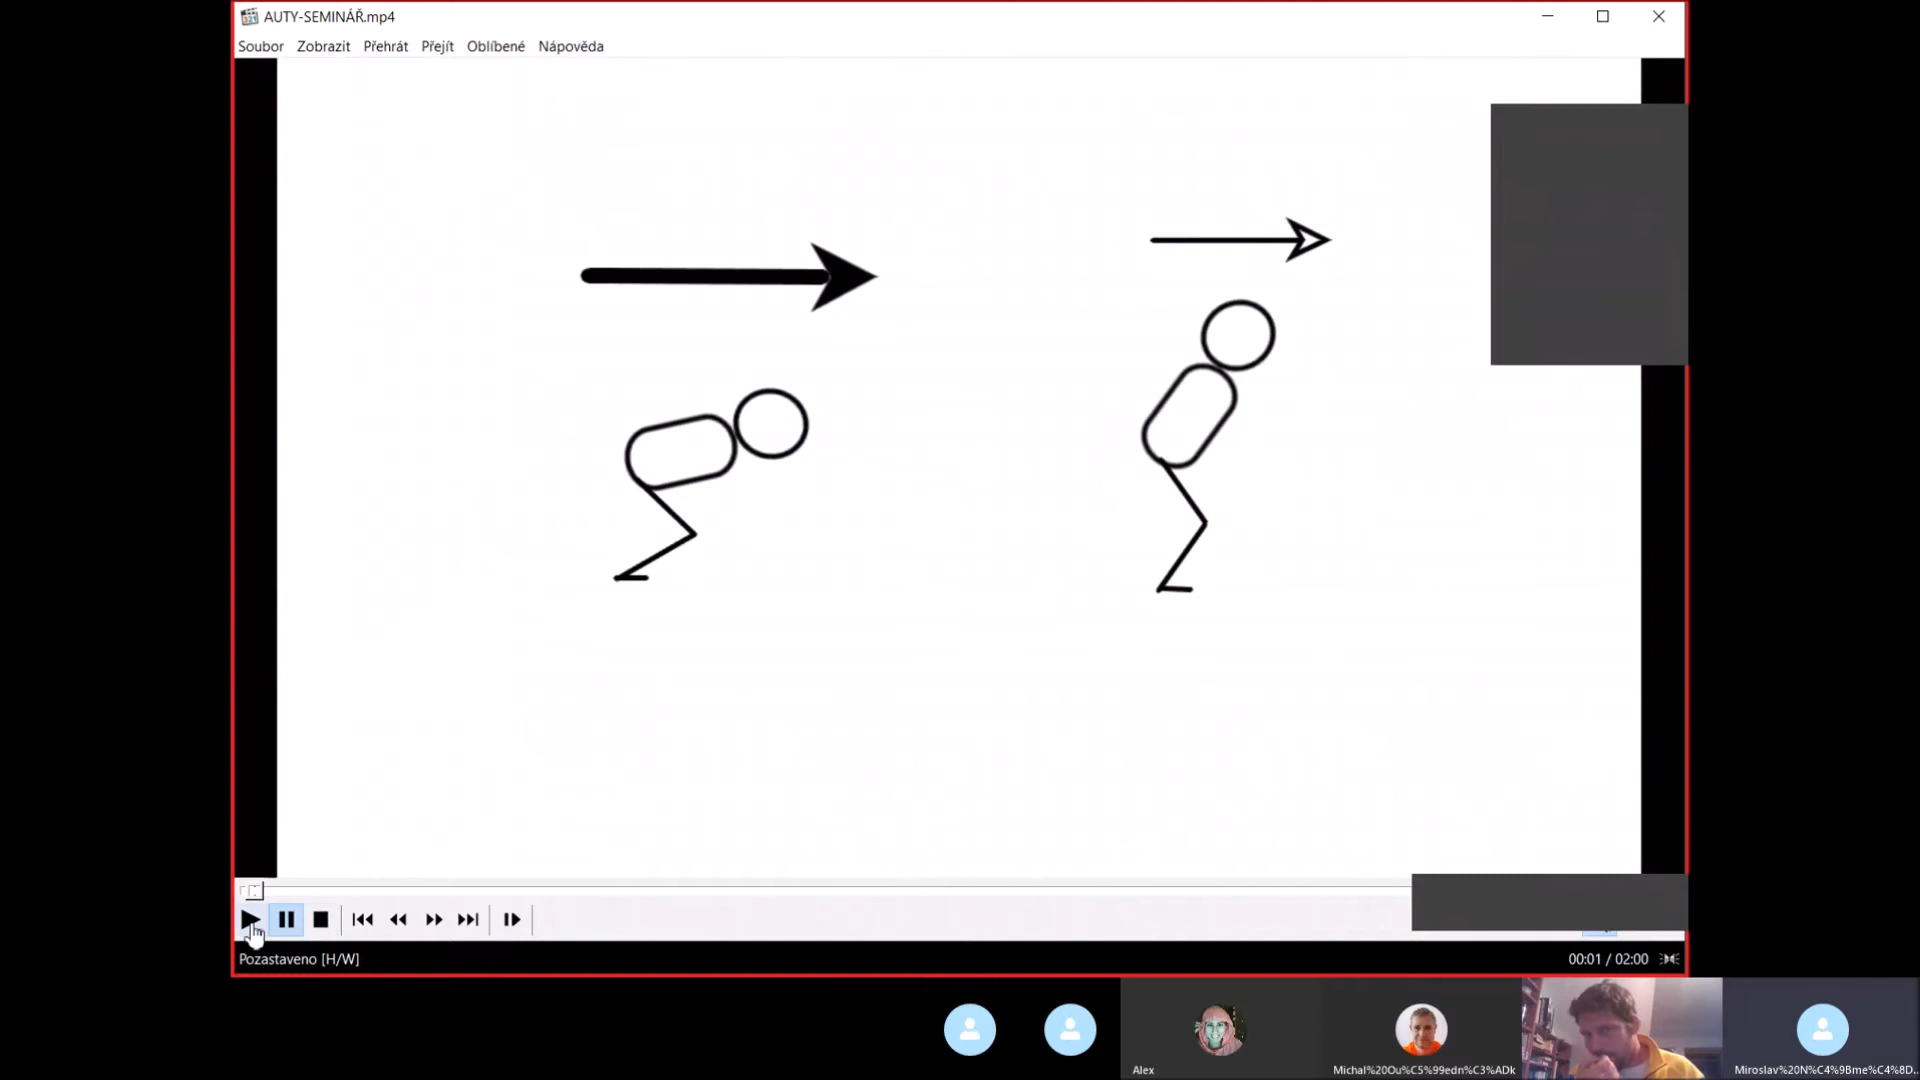 AUTY-SEMINÁŘ.mp4
Soubor Zobrazit Přehrát Přejít Oblíbené Nápověda
Pozastaveno [H/W]
00:01 / 02:00
Alex
Michal%20Ou%C5%99edn%C3%ADk
Miroslav%20N%C4%9Bme%C4%8D...